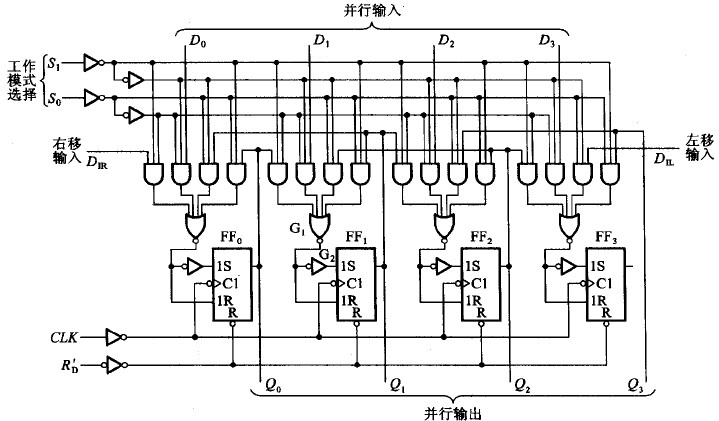 并行输入
D0 D1 D2 D3
工作
模式
选择
S1
S0
右移
输入
DIR
左移
输入
DIL
G1
G2
FF0 FF1 FF2 FF3
1S 1S 1S 1S
C1 C1 C1 C1
1R 1R 1R 1R
R R R R
CLK
R'D
Q0 Q1 Q2 Q3
并行输出